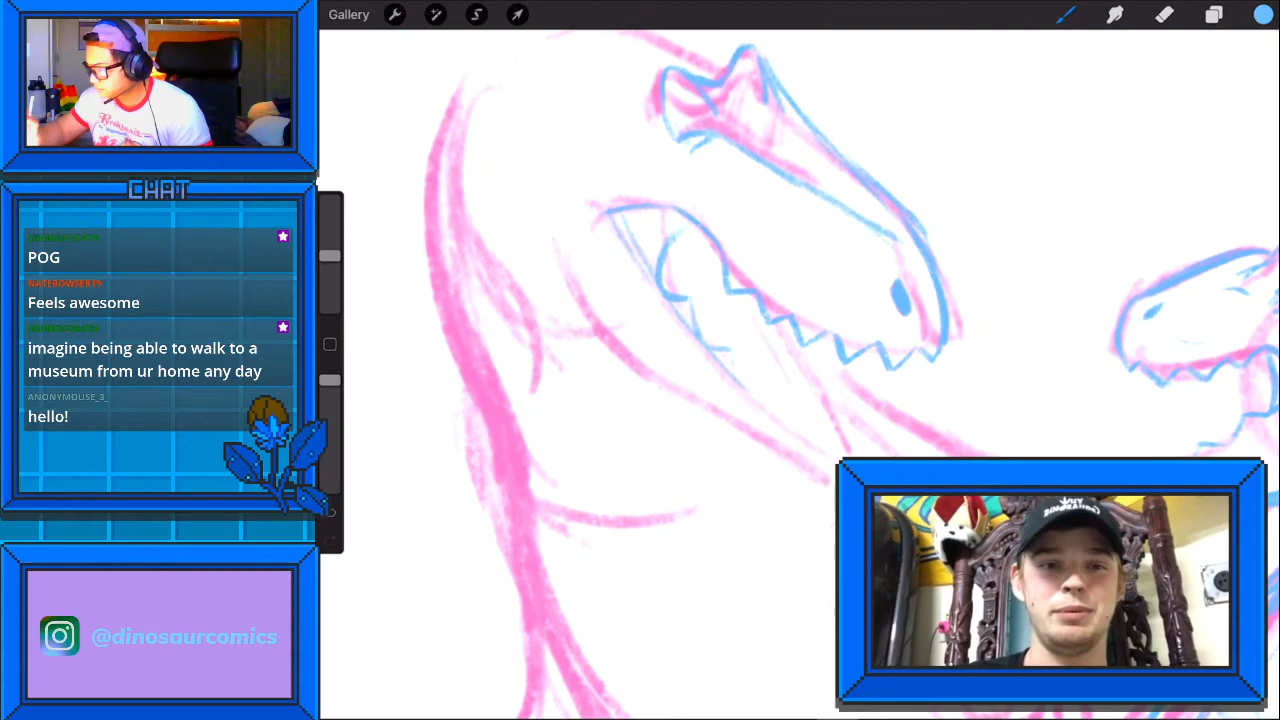 Gallery
CHAT
POG
NATEBOWSER19
Feels awesome
imagine being able to walk to a
museum from ur home any day
ANONYMOUSE_3_
hello!
@dinosaurcomics